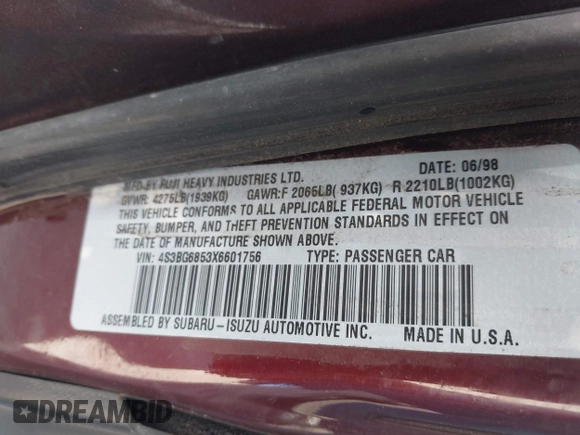 MFD BY FUJI HEAVY INDUSTRIES LTD. DATE: 06/98
GVWR: 4275LB(1939KG) GAWR:F 2065LB( 937KG) R 2210LB(1002KG)
THIS VEHICLE CONFORMS TO ALL APPLICABLE FEDERAL MOTOR VEHICLE
SAFETY, BUMPER, AND THEFT PREVENTION STANDARDS IN EFFECT ON
THE DATE OF MANUFACTURE SHOWN ABOVE.
VIN: 4S3BG6853X6601756 TYPE: PASSENGER CAR
ASSEMBLED BY SUBARU-ISUZU AUTOMOTIVE INC. MADE IN U.S.A.
DREAMBID